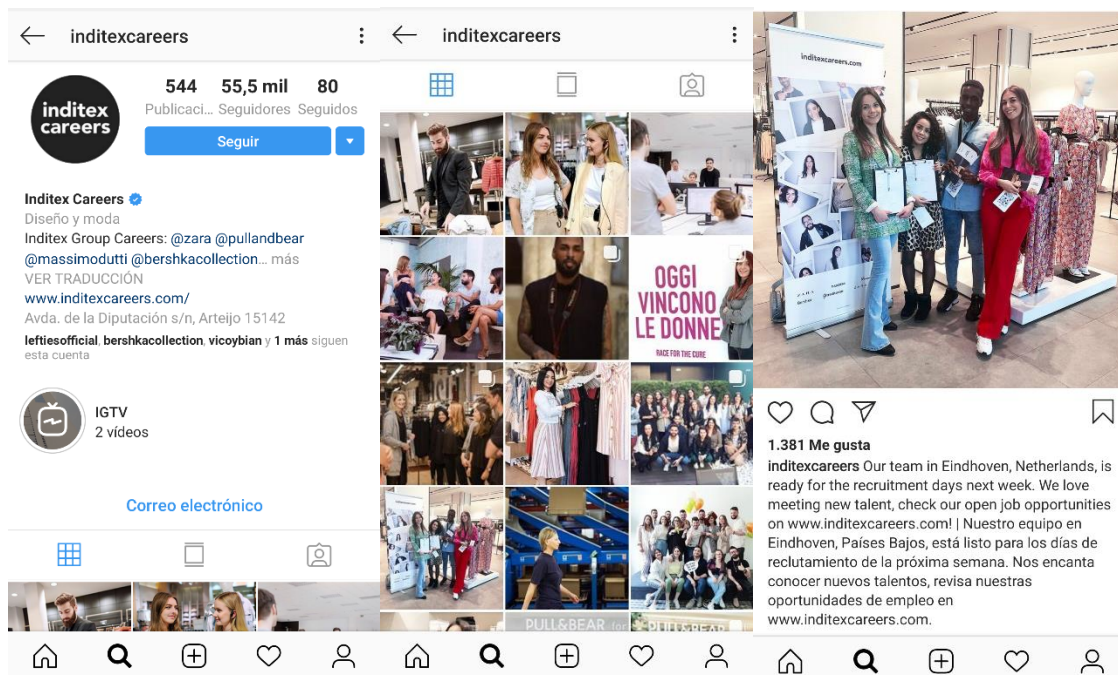 inditexcareers
inditex
careers
544 55,5 mil 80
Publicaci... Seguidores Seguidos
Seguir
Inditex Careers
Diseño y moda
Inditex Group Careers: @zara @pullandbear
@massimodutti @bershkacollection... más
VER TRADUCCIÓN
www.inditexcareers.com/
Avda. de la Diputación s/n, Arteijo 15142
leftiesofficial, bershkacollection, vicoybian y 1 más siguen
esta cuenta
IGTV
2 vídeos
Correo electrónico
inditexcareers
OGGI
VINCONO
LE DONNE
RACE FOR THE CURE
PULL&BEAR for
PULL&BEAR
inditexcareers.com
1.381 Me gusta
inditexcareers Our team in Eindhoven, Netherlands, is
ready for the recruitment days next week. We love
meeting new talent, check our open job opportunities
on www.inditexcareers.com! | Nuestro equipo en
Eindhoven, Países Bajos, está listo para los días de
reclutamiento de la próxima semana. Nos encanta
conocer nuevos talentos, revisa nuestras
oportunidades de empleo en
www.inditexcareers.com.